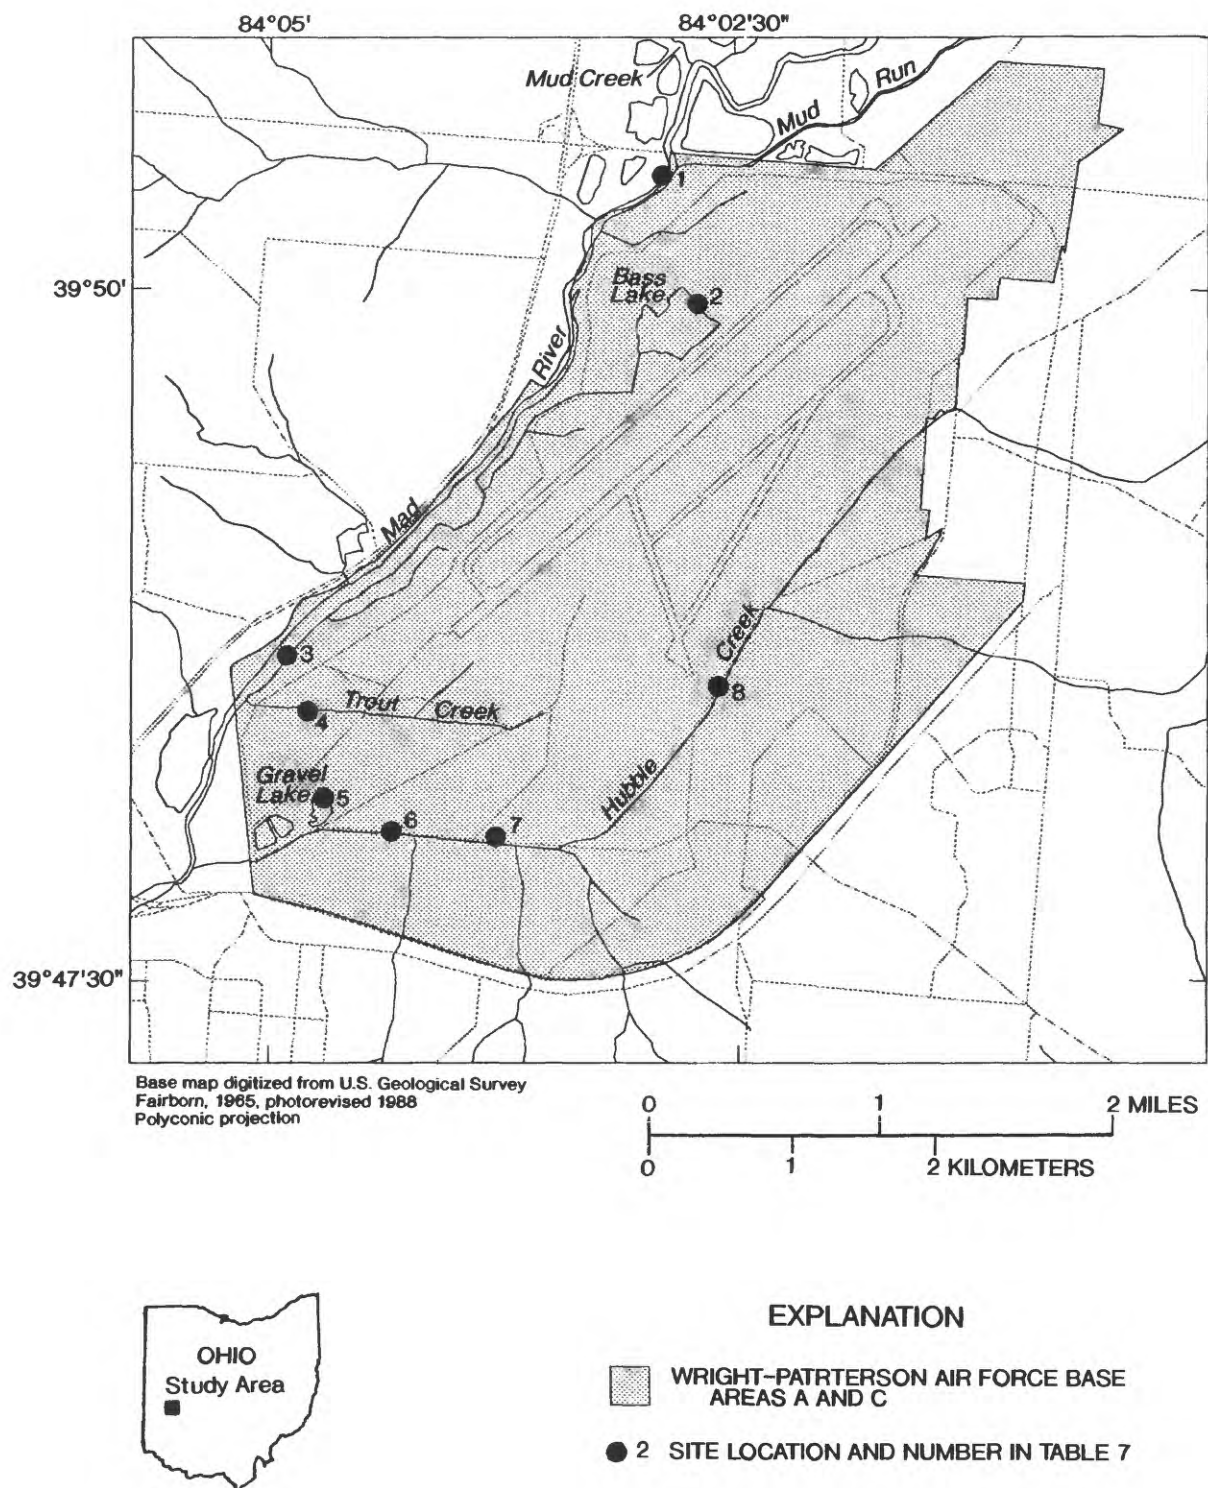 84°05'
84°02'30"
Mud Creek
Run
Mud
1
39°50'
Bass
Lake
2
River
Mad
3
Creek
8
Trout Creek
4
Gravel
Lake
5
Hubble
6
7
39°47'30"
Base map digitized from U.S. Geological Survey
Fairborn, 1965, photorevised 1988
Polyconic projection
0 1 2 MILES
0 1 2 KILOMETERS
OHIO
Study Area
EXPLANATION
WRIGHT-PATRTERSON AIR FORCE BASE
AREAS A AND C
2 SITE LOCATION AND NUMBER IN TABLE 7